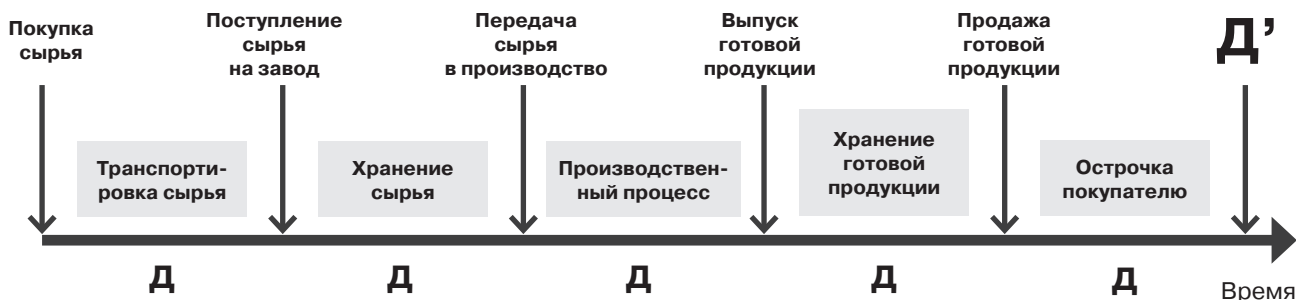 Покупка
сырья
Поступление
сырья
на завод
Передача
сырья
в производство
Выпуск
готовой
продукции
Продажа
готовой
продукции
Д’
Транспорти-
ровка сырья
Хранение
сырья
Производствен-
ный процесс
Хранение
готовой
продукции
Острочка
покупателю
Д
Д
Д
Д
Д
Время